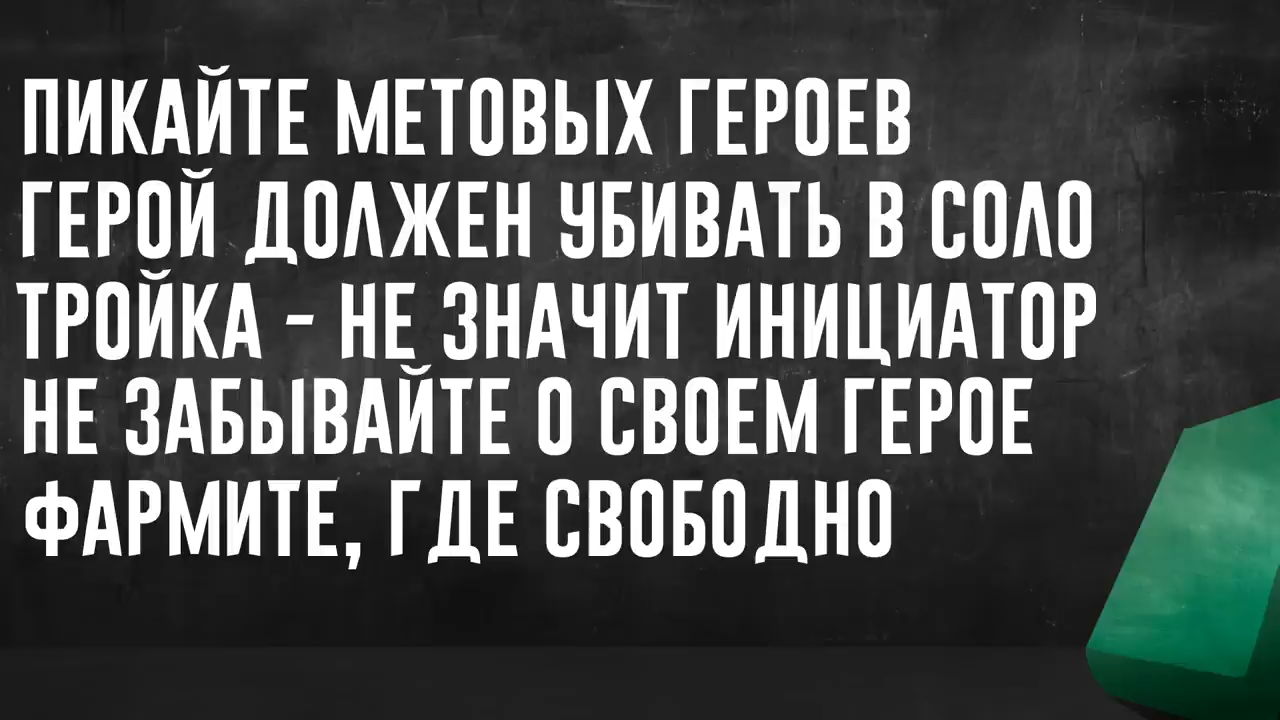 ПИКАЙТЕ МЕТОВЫХ ГЕРОЕВ
ГЕРОЙ ДОЛЖЕН УБИВАТЬ В СОЛО
ТРОЙКА - НЕ ЗНАЧИТ ИНИЦИАТОР
НЕ ЗАБЫВАЙТЕ О СВОЕМ ГЕРОЕ
ФАРМИТЕ, ГДЕ СВОБОДНО